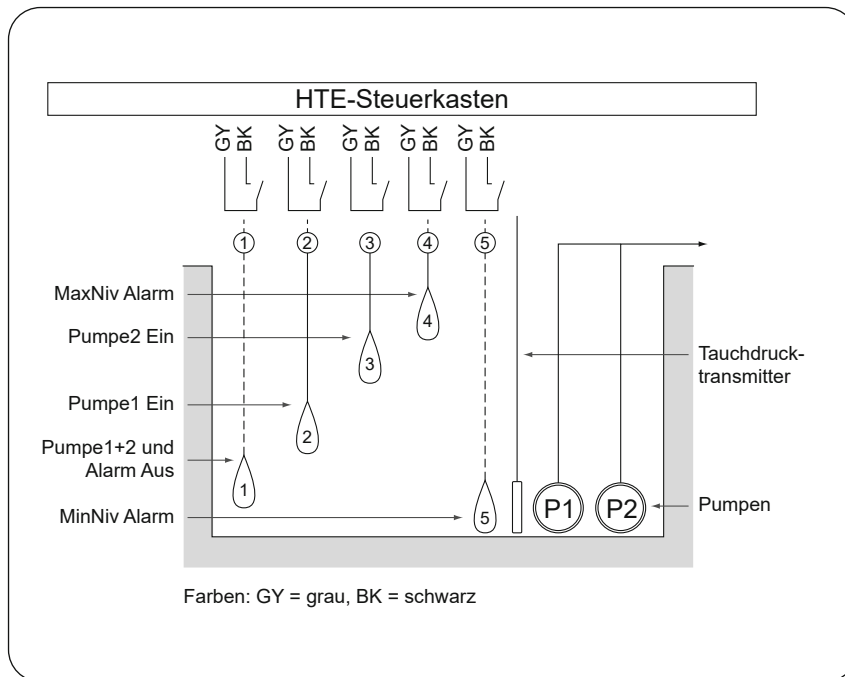 HTE-Steuerkasten
GY BK GY BK GY BK GY BK GY BK
1 2 3 4 5
MaxNiv Alarm
4
Pumpe2 Ein
3
Tauchdruck-
transmitter
Pumpe1 Ein
2
Pumpe1+2 und
Alarm Aus
1
MinNiv Alarm
5
P1 P2
Pumpen
Farben: GY = grau, BK = schwarz